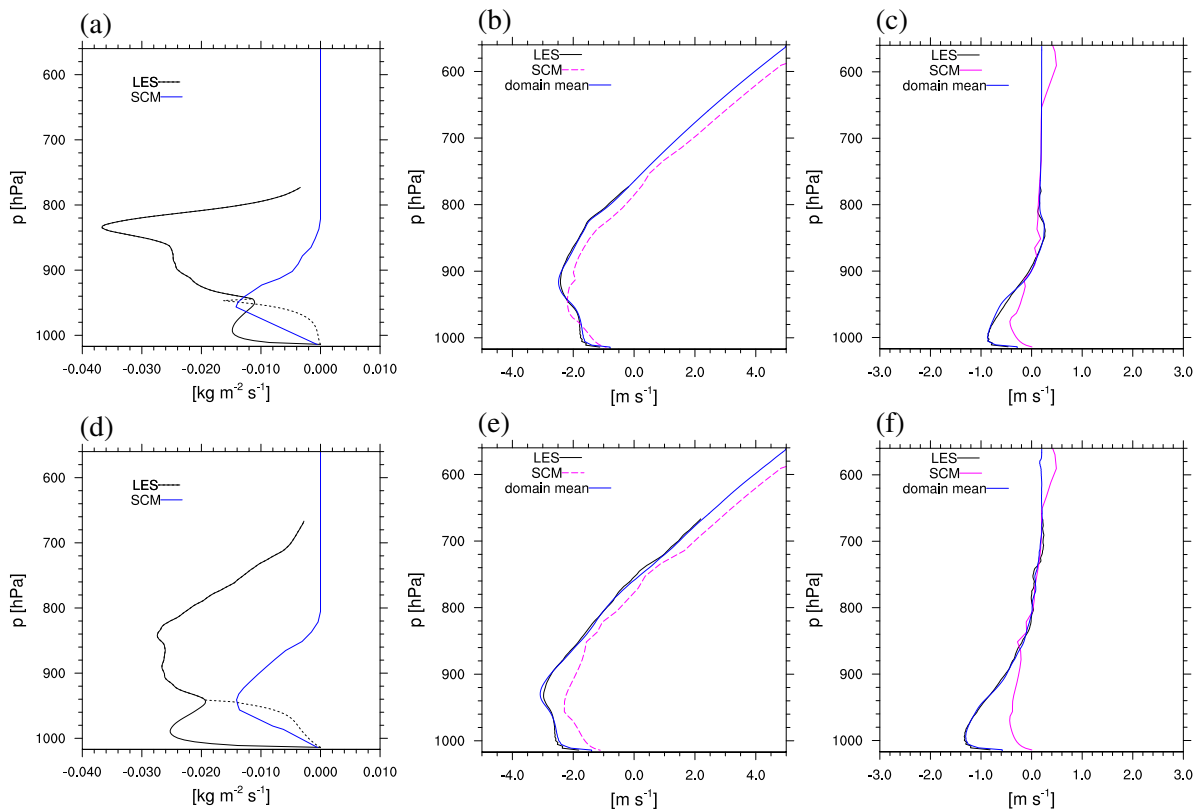 (a)
LES
SCM
p [hPa]
600
700
800
900
1000
-0.040 -0.030 -0.020 -0.010 0.000 0.010
[kg m⁻² s⁻¹]
(b)
LES
SCM
domain mean
p [hPa]
600
700
800
900
1000
-4.0 -2.0 0.0 2.0 4.0
[m s⁻¹]
(c)
LES
SCM
domain mean
p [hPa]
600
700
800
900
1000
-3.0 -2.0 -1.0 0.0 1.0 2.0 3.0
[m s⁻¹]
(d)
LES
SCM
p [hPa]
600
700
800
900
1000
-0.040 -0.030 -0.020 -0.010 0.000 0.010
[kg m⁻² s⁻¹]
(e)
LES
SCM
domain mean
p [hPa]
600
700
800
900
1000
-4.0 -2.0 0.0 2.0 4.0
[m s⁻¹]
(f)
LES
SCM
domain mean
p [hPa]
600
700
800
900
1000
-3.0 -2.0 -1.0 0.0 1.0 2.0 3.0
[m s⁻¹]